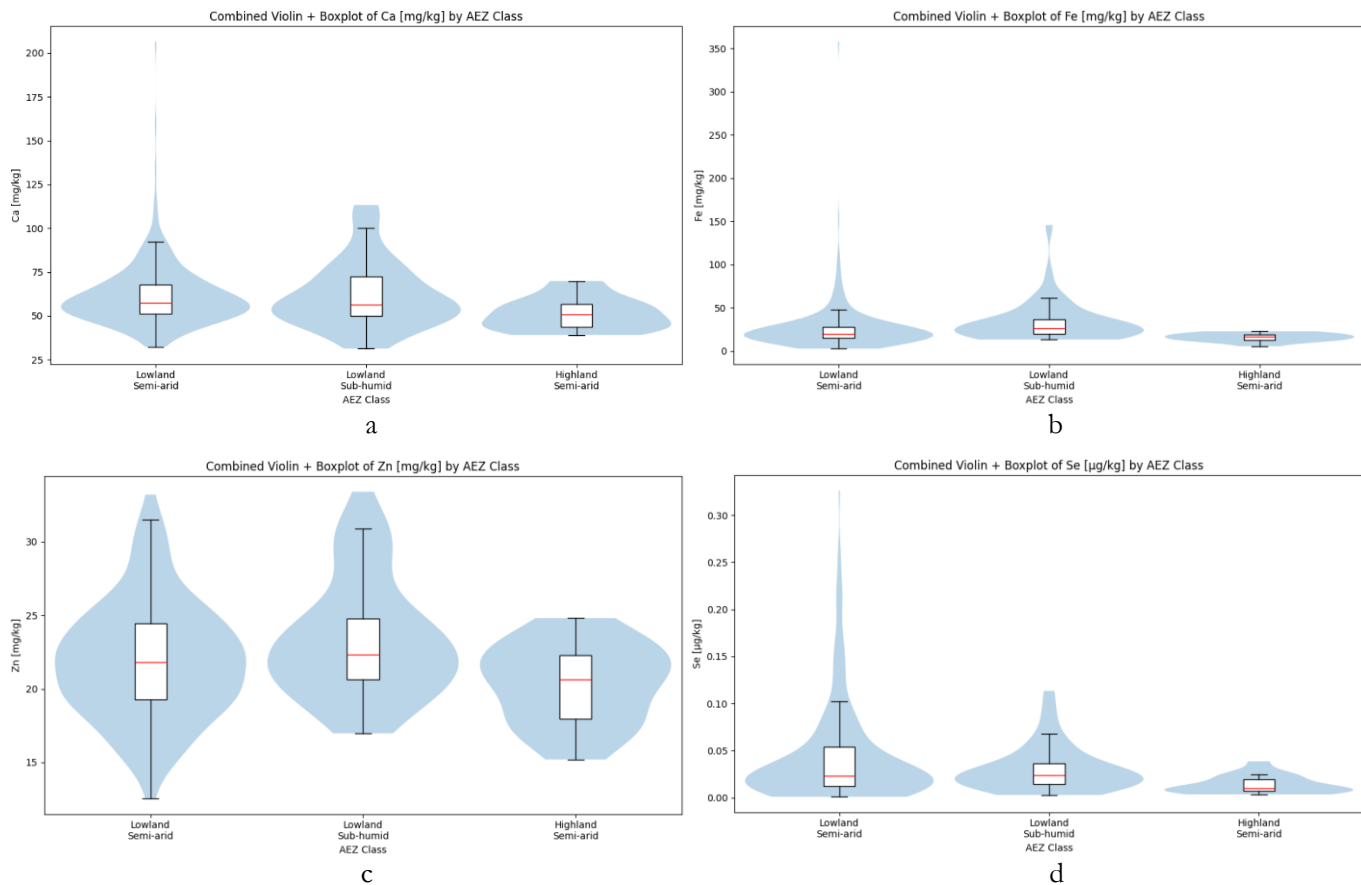 Combined Violin + Boxplot of Ca [mg/kg] by AEZ Class
200
175
150
125
100
75
50
25
Ca [mg/kg]
Lowland
Semi-arid
Lowland
Sub-humid
Highland
Semi-arid
AEZ Class
a
Combined Violin + Boxplot of Fe [mg/kg] by AEZ Class
350
300
250
200
150
100
50
0
Fe [mg/kg]
Lowland
Semi-arid
Lowland
Sub-humid
Highland
Semi-arid
AEZ Class
b
Combined Violin + Boxplot of Zn [mg/kg] by AEZ Class
30
25
20
15
Zn [mg/kg]
Lowland
Semi-arid
Lowland
Sub-humid
Highland
Semi-arid
AEZ Class
c
Combined Violin + Boxplot of Se [µg/kg] by AEZ Class
0.30
0.25
0.20
0.15
0.10
0.05
0.00
Se [µg/kg]
Lowland
Semi-arid
Lowland
Sub-humid
Highland
Semi-arid
AEZ Class
d